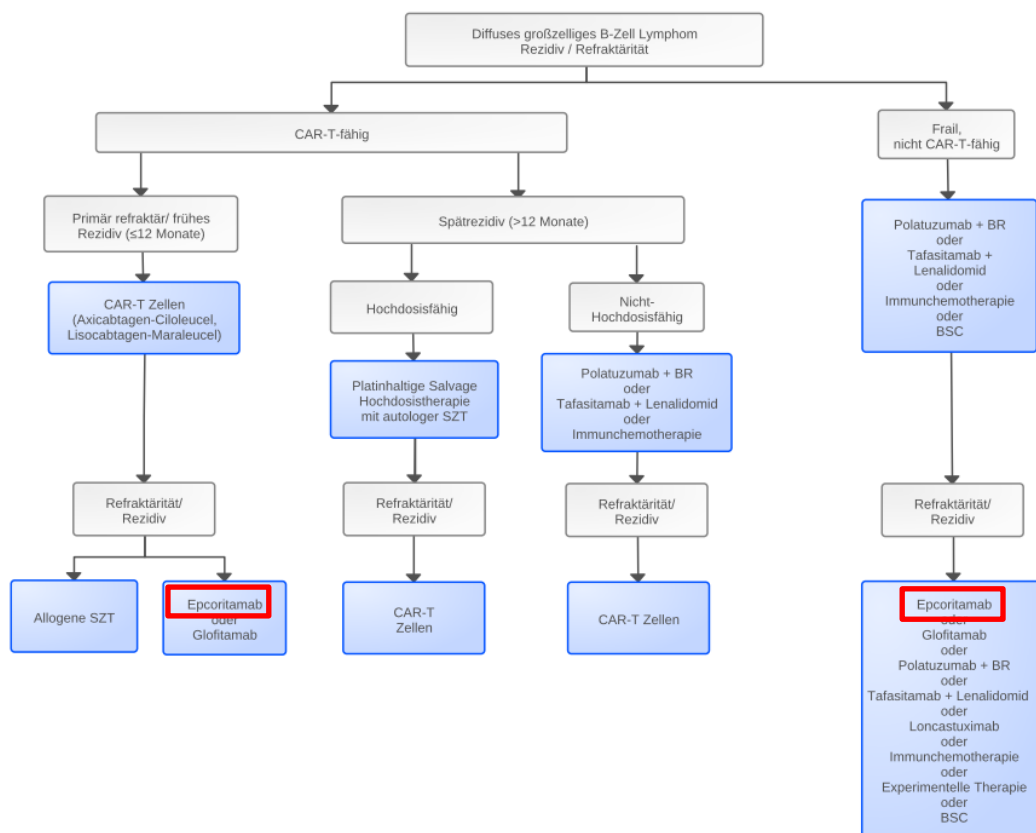 Diffuses großzelliges B-Zell Lymphom
Rezidiv / Refraktärität
CAR-T-fähig
Frail,
nicht CAR-T-fähig
Primär refraktär/ frühes
Rezidiv (≤12 Monate)
Spätrezidiv (>12 Monate)
Polatuzumab + BR
oder
Tafasitamab +
Lenalidomid
oder
Immunchemotherapie
oder
BSC
CAR-T Zellen
(Axicabtagen-Ciloleucel,
Lisocabtagen-Maraleucel)
Hochdosisfähig
Nicht-
Hochdosisfähig
Platinhaltige Salvage
Hochdosistherapie
mit autologer SZT
Polatuzumab + BR
oder
Tafasitamab + Lenalidomid
oder
Immunchemotherapie
Refraktärität/
Rezidiv
Refraktärität/
Rezidiv
Refraktärität/
Rezidiv
Refraktärität/
Rezidiv
Allogene SZT
Epcoritamab
oder
Glofitamab
CAR-T
Zellen
CAR-T Zellen
Epcoritamab
oder
Glofitamab
oder
Polatuzumab + BR
oder
Tafasitamab + Lenalidomid
oder
Loncastuximab
oder
Immunchemotherapie
oder
Experimentelle Therapie
oder
BSC